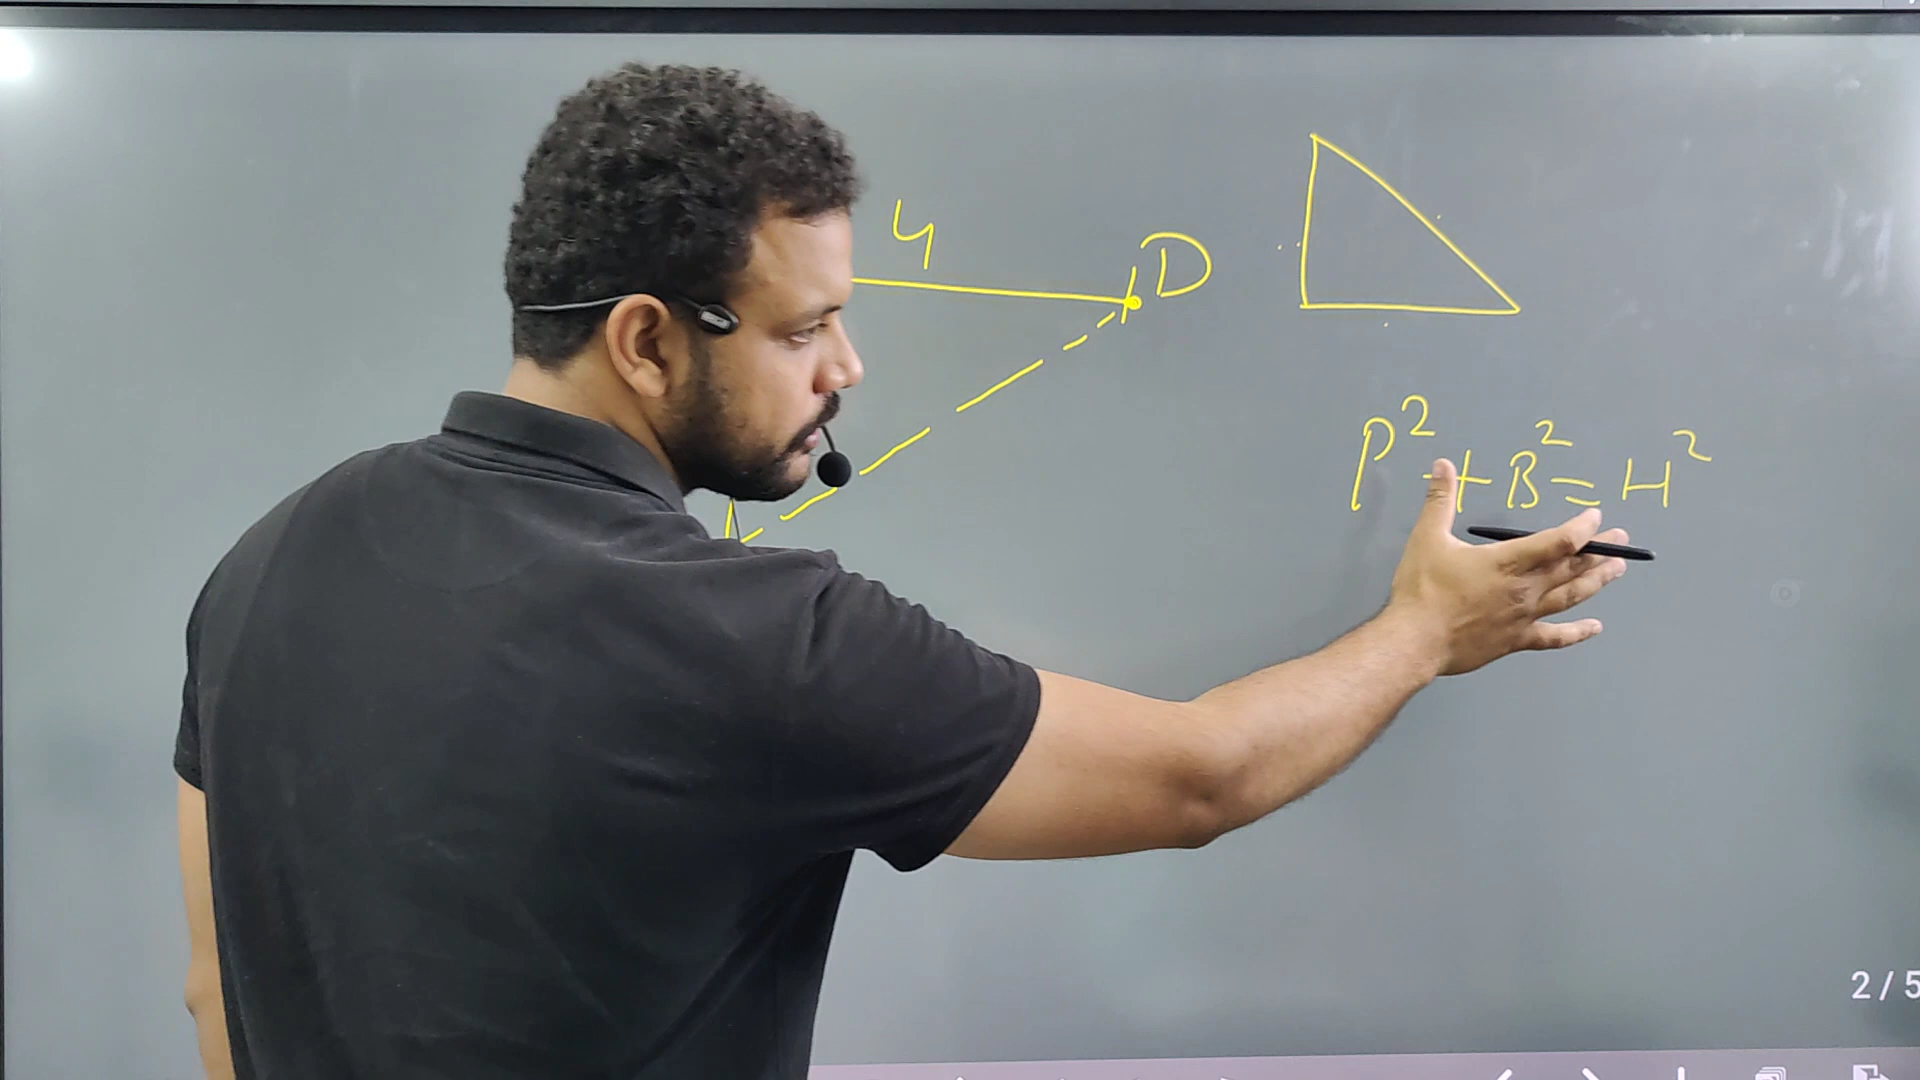 4
D
P² + B² = H²
2/5